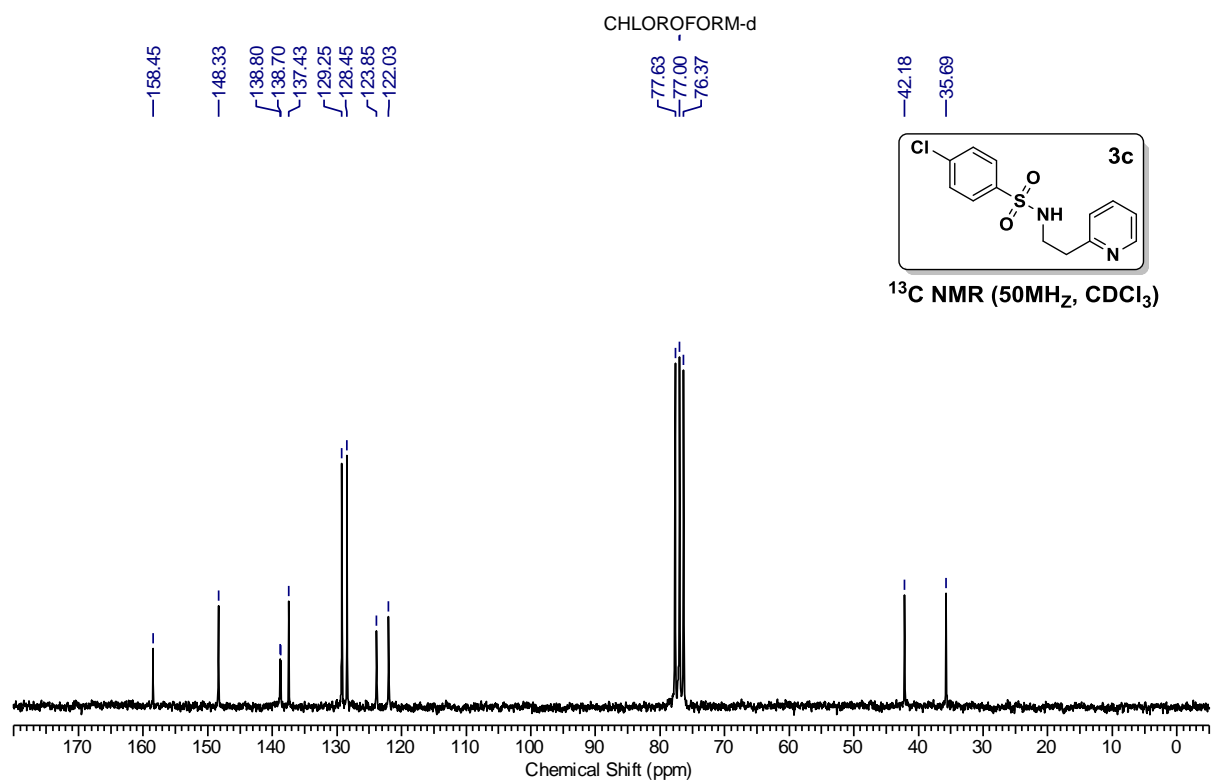 CHLOROFORM-d
158.45
148.33
138.80
138.70
137.43
129.25
128.45
123.85
122.03
77.63
77.00
76.37
42.18
35.69
3c
Cl
O
S
NH
O
N
¹³C NMR (50MHZ, CDCl₃)
170 160 150 140 130 120 110 100 90 80 70 60 50 40 30 20 10 0
Chemical Shift (ppm)